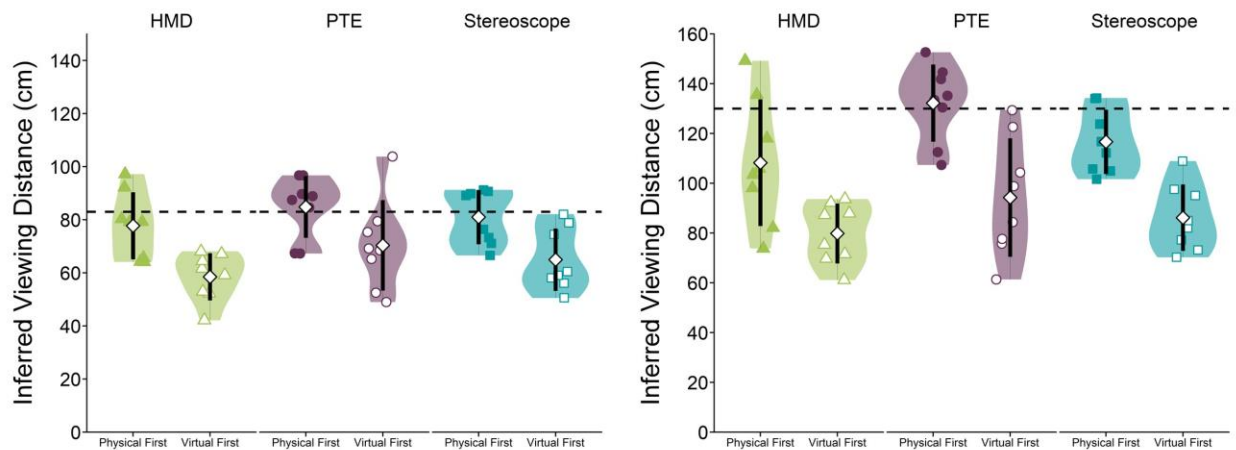 HMD PTE Stereoscope
Inferred Viewing Distance (cm)
140
120
100
80
60
40
20
0
Physical First Virtual First Physical First Virtual First Physical First Virtual First
HMD PTE Stereoscope
Inferred Viewing Distance (cm)
160
140
120
100
80
60
40
20
0
Physical First Virtual First Physical First Virtual First Physical First Virtual First